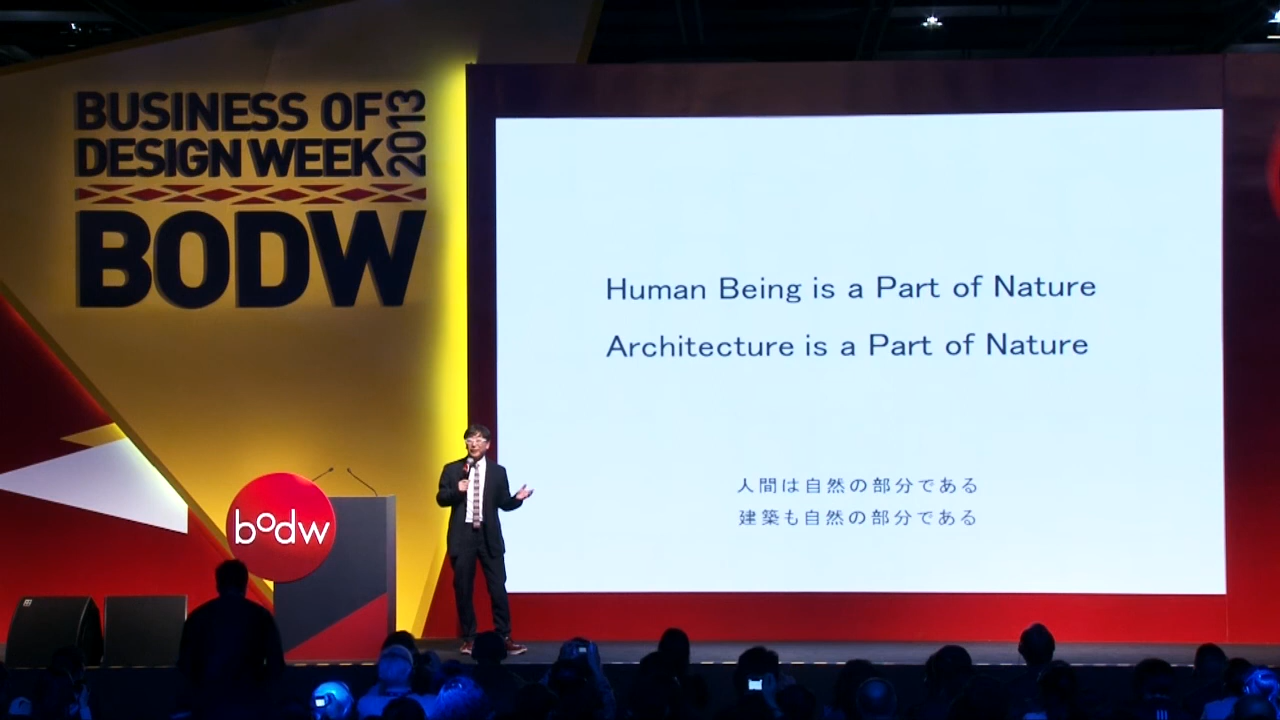 BUSINESS OF
DESIGN WEEK
2013
BODW
Human Being is a Part of Nature
Architecture is a Part of Nature
人間は自然の部分である
建築も自然の部分である
bodw